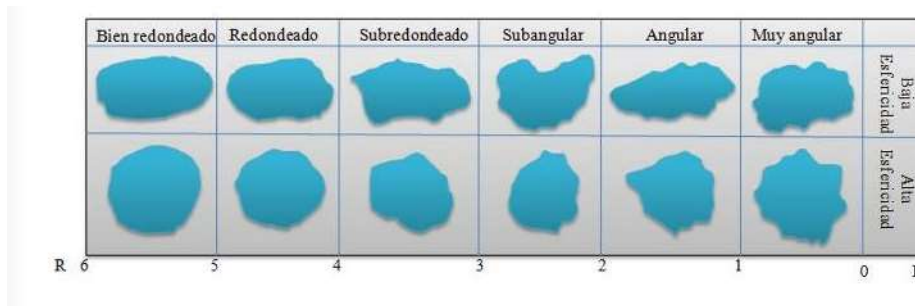 Bien redondeado Redondeado Subredondeado Subangular Angular Muy angular
Baja
Esfericidad
Alta
Esfericidad
R 6 5 4 3 2 1 0